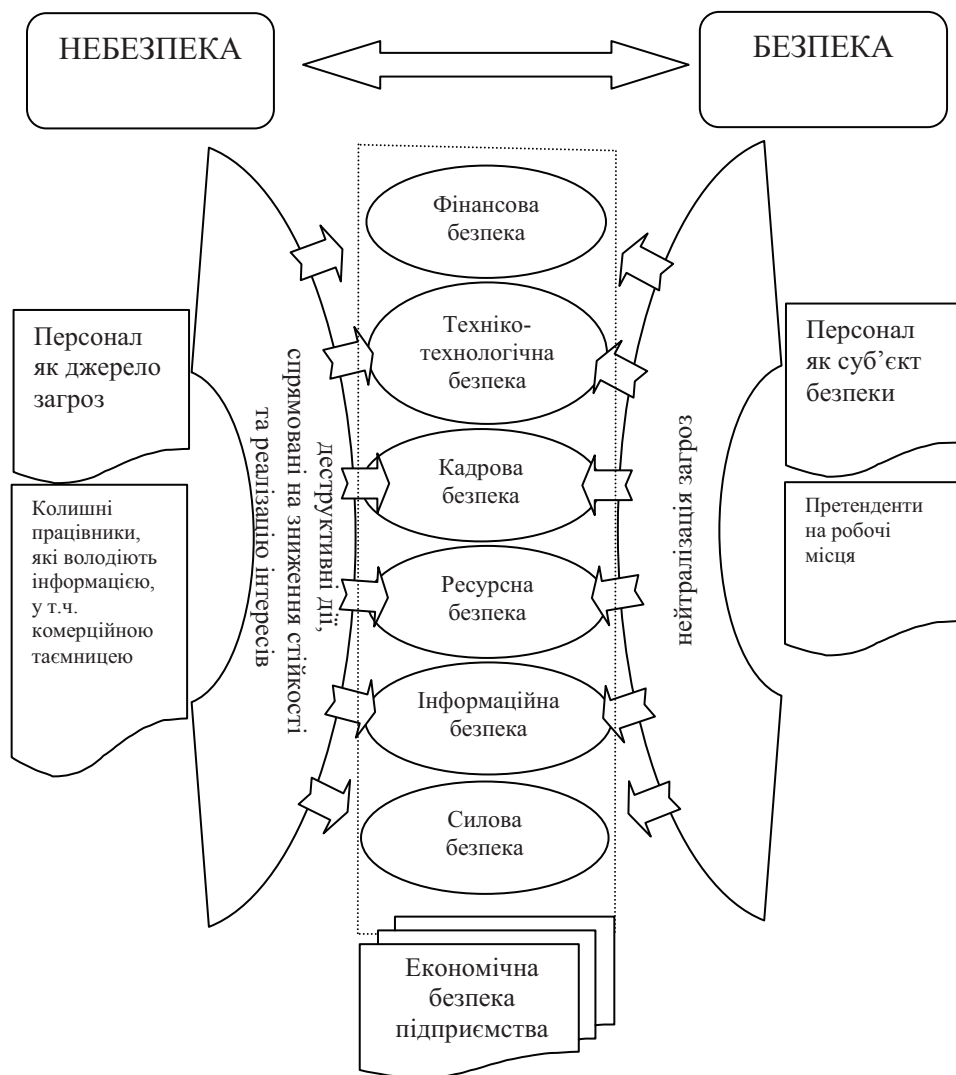 НЕБЕЗПЕКА
БЕЗПЕКА
Фінансова
безпека
Техніко-
технологічна
безпека
Кадрова
безпека
Ресурсна
безпека
Інформаційна
безпека
Силова
безпека
Економічна
безпека
підприємства
Персонал
як джерело
загроз
Колишні
працівники,
які володіють
інформацією,
у т.ч.
комерційною
таємницею
деструктивні дії,
спрямовані на зниження стійкості
та реалізацію інтересів
нейтралізація загроз
Персонал
як суб’єкт
безпеки
Претенденти
на робочі
місця